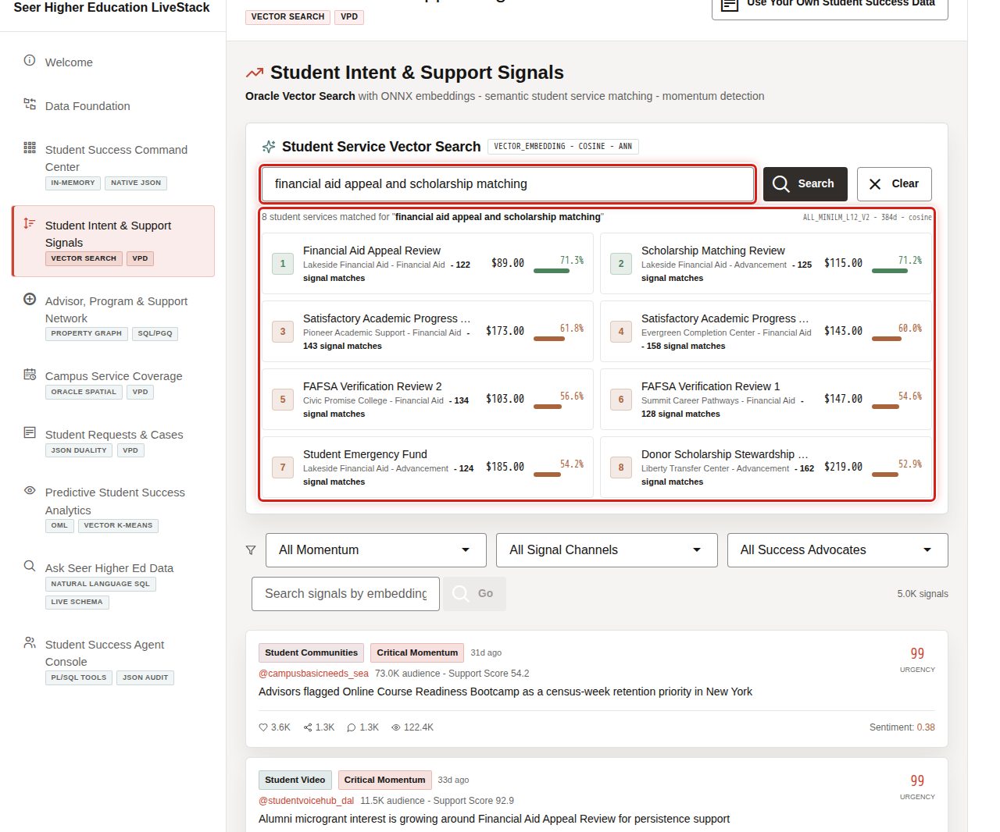 Seer Higher Education LiveStack
Welcome
Data Foundation
Student Success Command
Center
IN-MEMORY
NATIVE JSON
Student Intent & Support
Signals
VECTOR SEARCH
VPD
Advisor, Program & Support
Network
PROPERTY GRAPH
SQL/PGQ
Campus Service Coverage
ORACLE SPATIAL
VPD
Student Requests & Cases
JSON DUALITY
VPD
Predictive Student Success
Analytics
OML
VECTOR K-MEANS
Ask Seer Higher Ed Data
NATURAL LANGUAGE SQL
LIVE SCHEMA
Student Success Agent
Console
PL/SQL TOOLS
JSON AUDIT
VECTOR SEARCH
VPD
Use Your Own Student Success Data
Student Intent & Support Signals
Oracle Vector Search with ONNX embeddings - semantic student service matching - momentum detection
Student Service Vector Search
VECTOR_EMBEDDING - COSINE - ANN
financial aid appeal and scholarship matching
Search
Clear
8 student services matched for "financial aid appeal and scholarship matching"
ALL_MINILM_L12_V2 - 384d - cosine
1
Financial Aid Appeal Review
Lakeside Financial Aid - Financial Aid - 122
signal matches
$89.00
71.3%
2
Scholarship Matching Review
Lakeside Financial Aid - Advancement - 125
signal matches
$115.00
71.2%
3
Satisfactory Academic Progress ...
Pioneer Academic Support - Financial Aid -
143 signal matches
$173.00
61.8%
4
Satisfactory Academic Progress ...
Evergreen Completion Center - Financial Aid
- 158 signal matches
$143.00
60.0%
5
FAFSA Verification Review 2
Civic Promise College - Financial Aid - 134
signal matches
$103.00
56.6%
6
FAFSA Verification Review 1
Summit Career Pathways - Financial Aid -
128 signal matches
$147.00
54.6%
7
Student Emergency Fund
Lakeside Financial Aid - Advancement - 124
signal matches
$185.00
54.2%
8
Donor Scholarship Stewardship ...
Liberty Transfer Center - Advancement - 162
signal matches
$219.00
52.9%
All Momentum
All Signal Channels
All Success Advocates
Search signals by embedding
Go
5.0K signals
Student Communities
Critical Momentum
31d ago
@campusbasicneeds_sea 73.0K audience - Support Score 54.2
Advisors flagged Online Course Readiness Bootcamp as a census-week retention priority in New York
99
URGENCY
3.6K
1.3K
1.3K
122.4K
Sentiment: 0.38
Student Video
Critical Momentum
33d ago
@studentvoicehub_dal 11.5K audience - Support Score 92.9
Alumni microgrant interest is growing around Financial Aid Appeal Review for persistence support
99
URGENCY